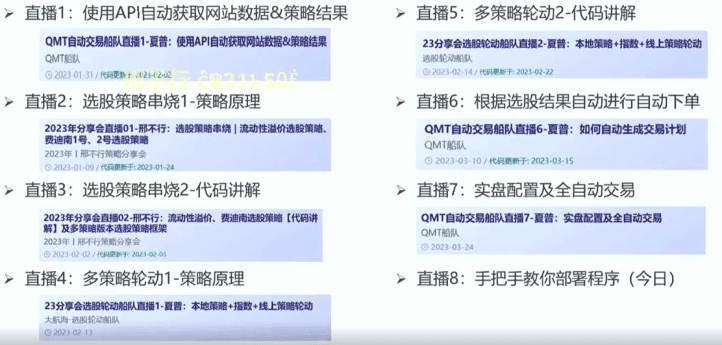 直播1：使用API自动获取网站数据&策略结果
QMT自动交易船队直播1-夏普：使用API自动获取网站数据&策略结果
QMT船队
2023-01-31 / 代码更新于: 2023-02-02
直播2：选股策略串烧1-策略原理
2023年分享会直播01-邢不行：选股策略串烧 | 流动性溢价选股策略、
费迪南1号、2号选股策略
2023年 | 邢不行策略分享会
2023-01-09 / 代码更新于: 2023-01-24
直播3：选股策略串烧2-代码讲解
2023年分享会直播02-邢不行：流动性溢价、费迪南选股策略【代码讲
解】及多策略版本选股策略框架
2023年 | 邢不行策略分享会
2023-02-02 / 代码更新于: 2023-02-03
直播4：多策略轮动1-策略原理
23分享会选股轮动船队直播1-夏普：本地策略+指数+线上策略轮动
大航海-选股轮动船队
2023-02-13
直播5：多策略轮动2-代码讲解
23分享会选股轮动船队直播2-夏普：本地策略+指数+线上策略轮动
选股轮动船队
2023-02-14 / 代码更新于: 2023-02-22
直播6：根据选股结果自动进行自动下单
QMT自动交易船队直播6-夏普：如何自动生成交易计划
QMT船队
2023-03-10 / 代码更新于: 2023-03-15
直播7：实盘配置及全自动交易
QMT自动交易船队直播7-夏普：实盘配置及全自动交易
QMT船队
2023-03-24
直播8：手把手教你部署程序（今日）